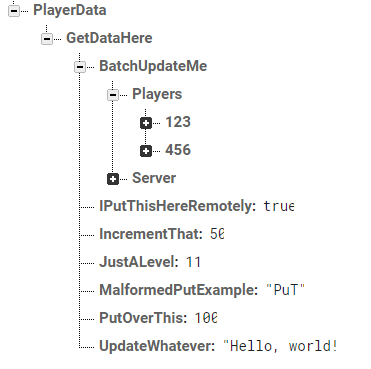 PlayerData
GetDataHere
BatchUpdateMe
Players
123
456
Server
IPutThisHereRemotely: true
IncrementThat: 50
JustALevel: 11
MalformedPutExample: "PuT"
PutOverThis: 100
UpdateWhatever: "Hello, world!